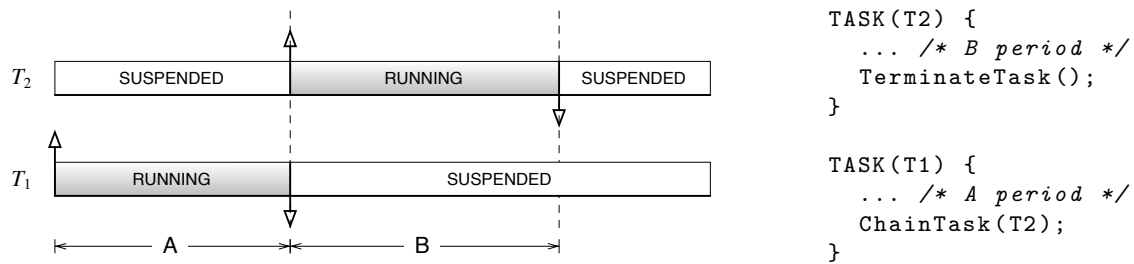 T2 SUSPENDED RUNNING SUSPENDED
T1 RUNNING SUSPENDED
A B
TASK(T2) {
... /* B period */
TerminateTask();
}
TASK(T1) {
... /* A period */
ChainTask(T2);
}